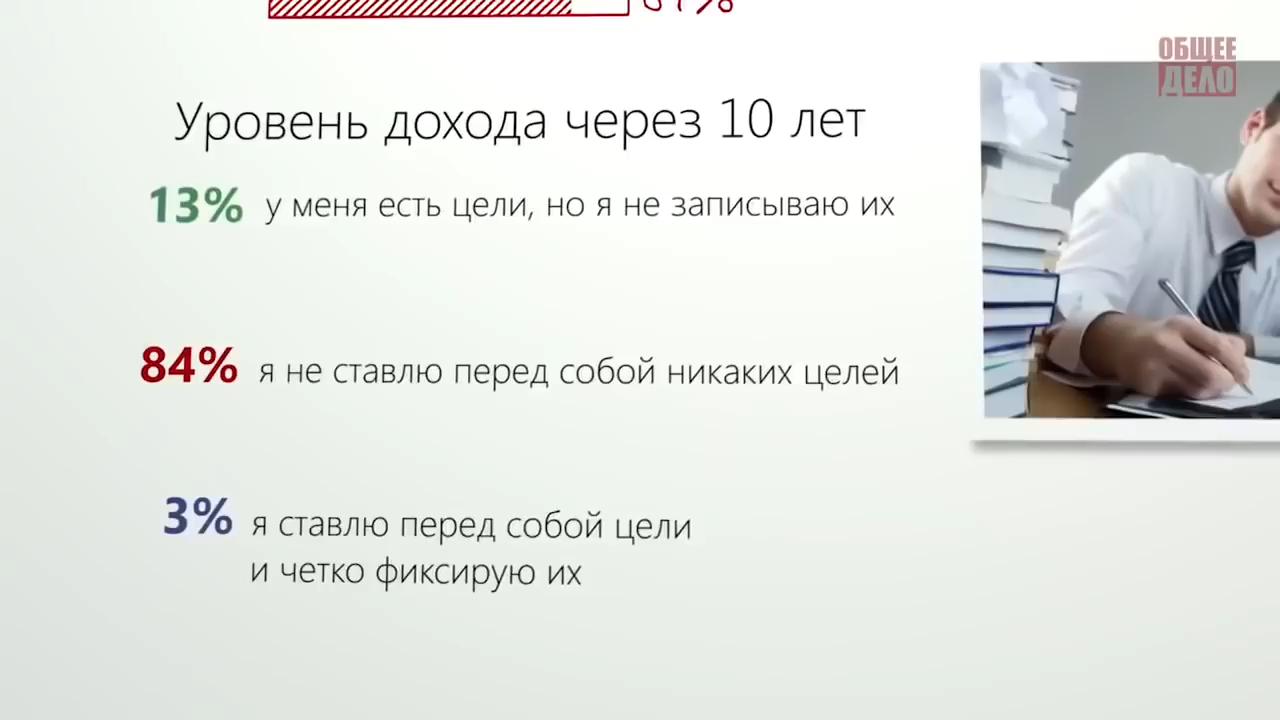 ОБЩЕЕ
ДЕЛО
Уровень дохода через 10 лет
13% у меня есть цели, но я не записываю их
84% я не ставлю перед собой никаких целей
3% я ставлю перед собой цели
и четко фиксирую их